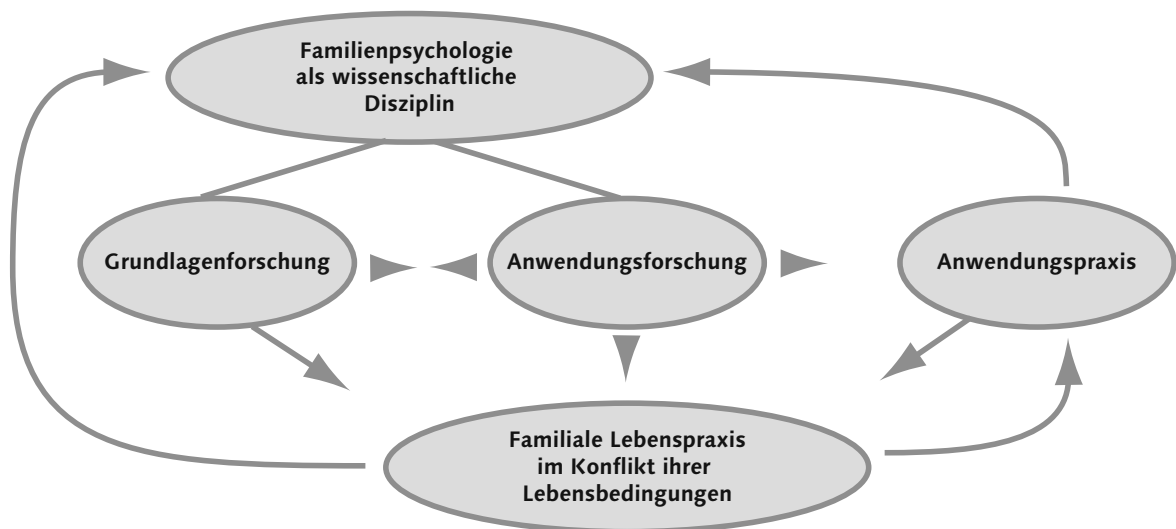 Familienpsychologie
als wissenschaftliche
Disziplin
Grundlagenforschung
Anwendungsforschung
Anwendungspraxis
Familiale Lebenspraxis
im Konflikt ihrer
Lebensbedingungen